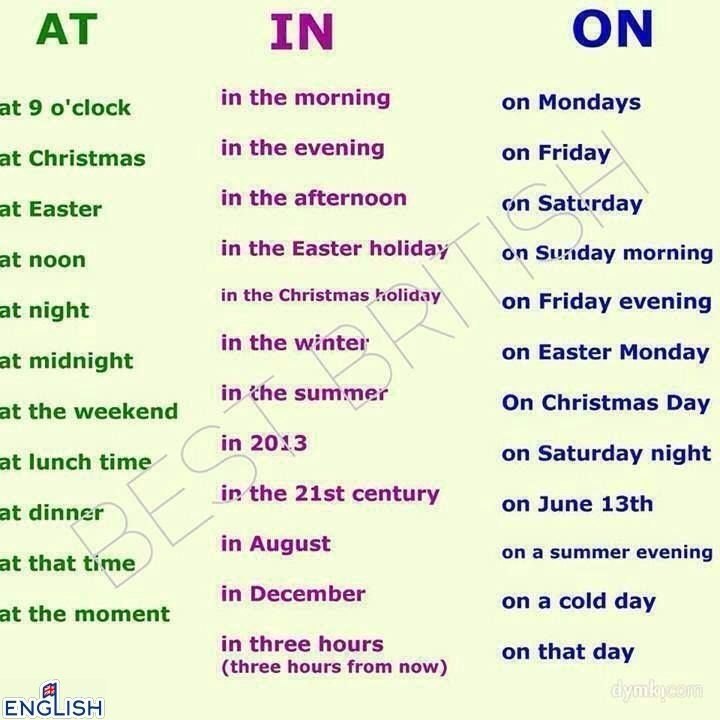 AT
at 9 o'clock
at Christmas
at Easter
at noon
at night
at midnight
at the weekend
at lunch time
at dinner
at that time
at the moment
IN
in the morning
in the evening
in the afternoon
in the Easter holiday
in the Christmas holiday
in the winter
in the summer
in 2013
in the 21st century
in August
in December
in three hours
(three hours from now)
ON
on Mondays
on Friday
on Saturday
on Sunday morning
on Friday evening
on Easter Monday
On Christmas Day
on Saturday night
on June 13th
on a summer evening
on a cold day
on that day
BEST BRITISH
ENGLISH